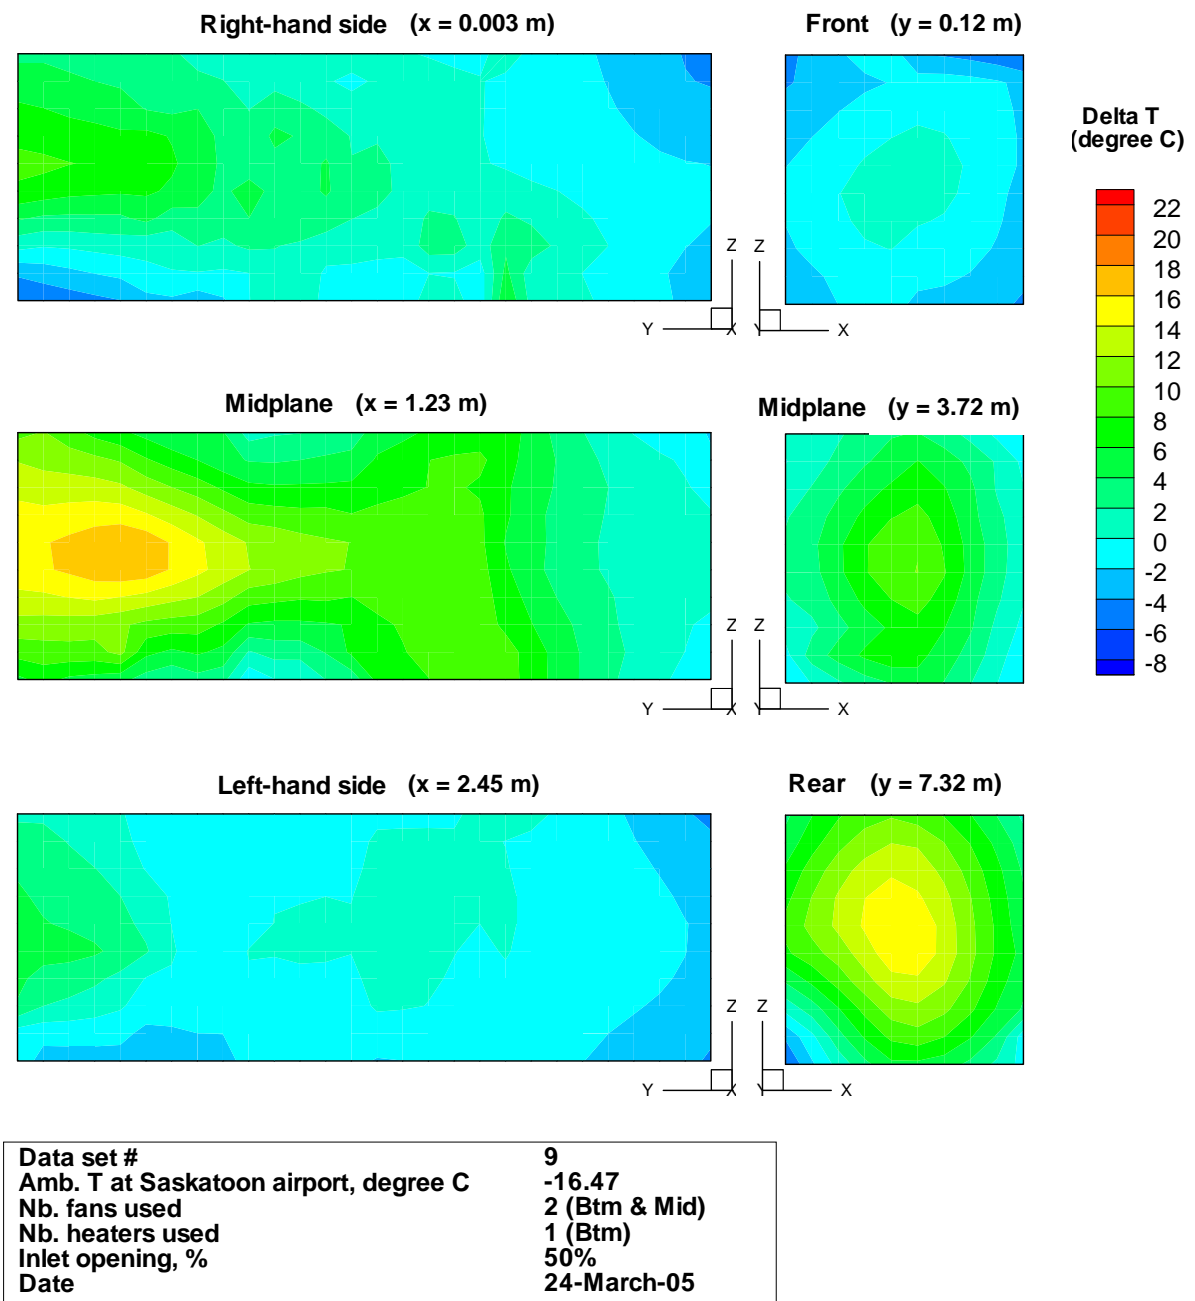 Right-hand side (x = 0.003 m)
Front (y = 0.12 m)
Delta T
(degree C)
22
20
18
16
14
12
10
8
6
4
2
0
-2
-4
-6
-8
Z Z
Y X Y X
Midplane (x = 1.23 m)
Midplane (y = 3.72 m)
Z Z
Y X Y X
Left-hand side (x = 2.45 m)
Rear (y = 7.32 m)
Z Z
Y X Y X
Data set # 9
Amb. T at Saskatoon airport, degree C -16.47
Nb. fans used 2 (Btm & Mid)
Nb. heaters used 1 (Btm)
Inlet opening, % 50%
Date 24-March-05